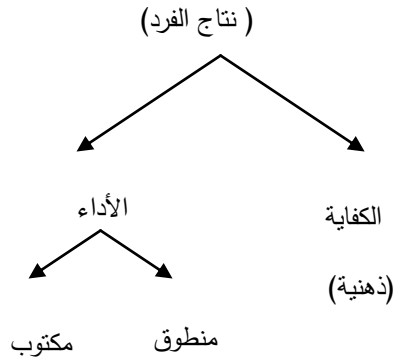 ( نتاج الفرد)
الكفاية
الأداء
(ذهنية)
منطوق
مكتوب